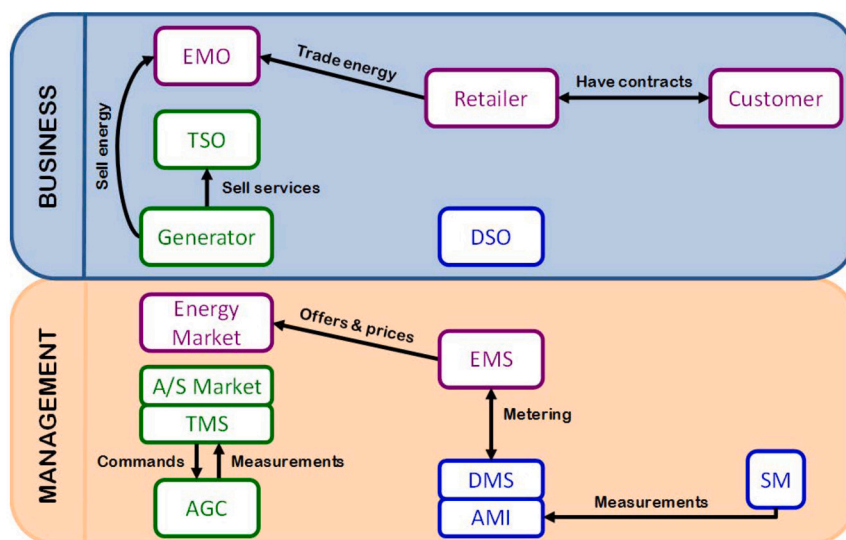 BUSINESS
EMO
Trade energy
Retailer
Have contracts
Customer
TSO
Sell energy
Sell services
Generator
DSO
MANAGEMENT
Energy
Market
Offers & prices
EMS
A/S Market
TMS
Metering
Commands
Measurements
AGC
DMS
AMI
Measurements
SM